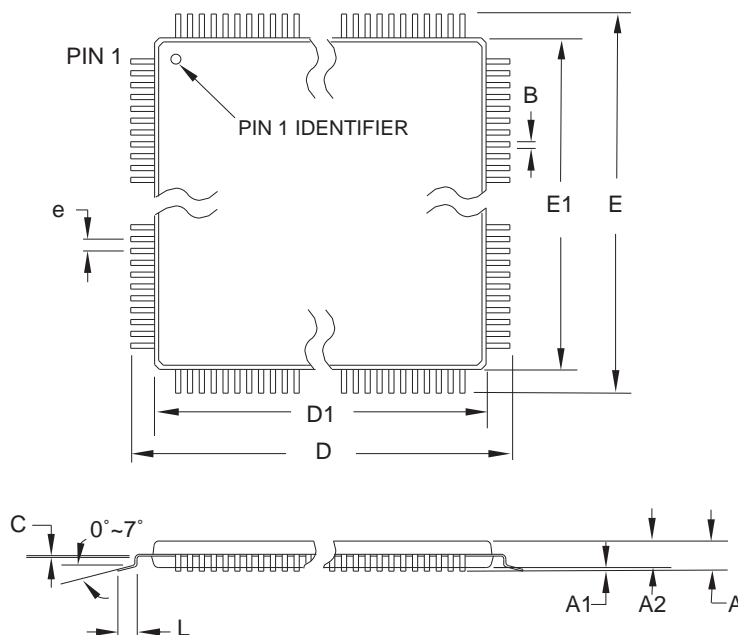 PIN 1
B
PIN 1 IDENTIFIER
E1
E
e
D1
D
C
0°~7°
A1
A2
A
L